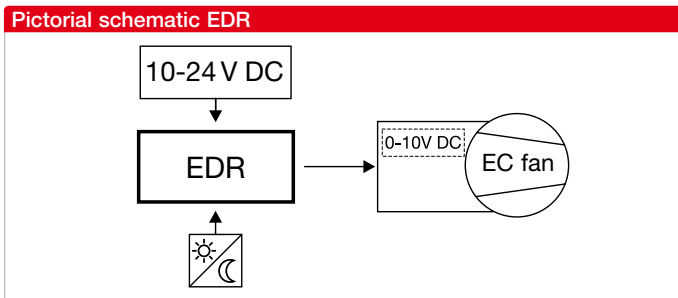 Pictorial schematic EDR
10-24 V DC
EDR
0-10V DC
EC fan